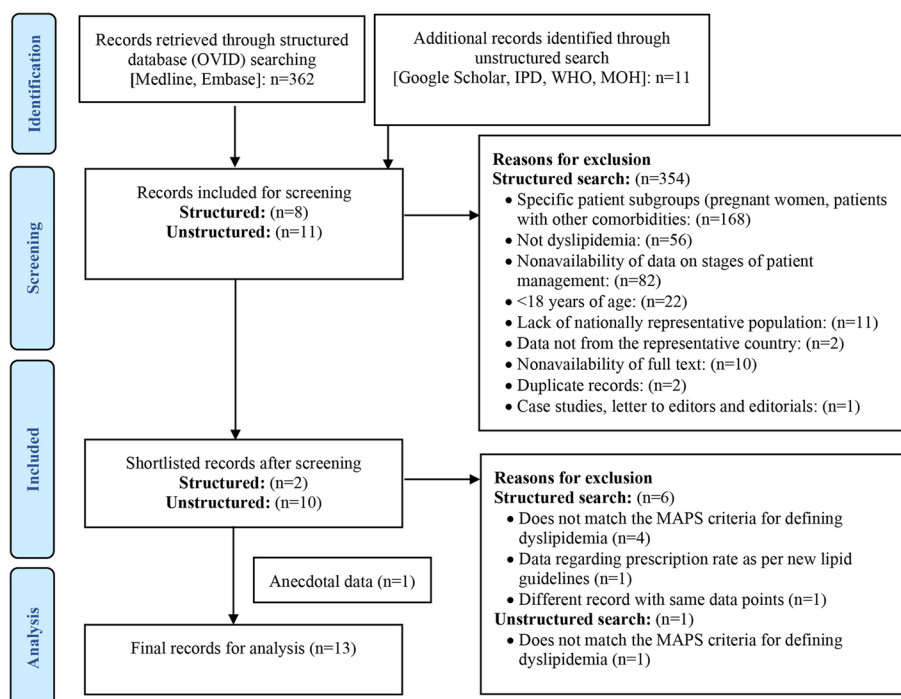 Identification
Records retrieved through structured
database (OVID) searching
[Medline, Embase]: n=362
Additional records identified through
unstructured search
[Google Scholar, IPD, WHO, MOH]: n=11
Screening
Records included for screening
Structured: (n=8)
Unstructured: (n=11)
Reasons for exclusion
Structured search: (n=354)
• Specific patient subgroups (pregnant women, patients
with other comorbidities: (n=168)
• Not dyslipidemia: (n=56)
• Nonavailability of data on stages of patient
management: (n=82)
• <18 years of age: (n=22)
• Lack of nationally representative population: (n=11)
• Data not from the representative country: (n=2)
• Nonavailability of full text: (n=10)
• Duplicate records: (n=2)
• Case studies, letter to editors and editorials: (n=1)
Included
Shortlisted records after screening
Structured: (n=2)
Unstructured: (n=10)
Reasons for exclusion
Structured search: (n=6)
• Does not match the MAPS criteria for defining
dyslipidemia (n=4)
• Data regarding prescription rate as per new lipid
guidelines (n=1)
• Different record with same data points (n=1)
Unstructured search: (n=1)
• Does not match the MAPS criteria for defining
dyslipidemia (n=1)
Analysis
Anecdotal data (n=1)
Final records for analysis (n=13)